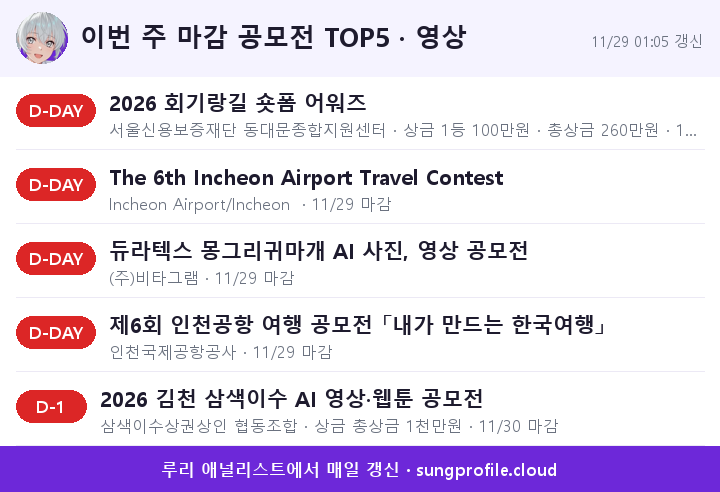 이번 주 마감 공모전 TOP5 · 영상
11/29 01:05 갱신
D-DAY
2026 회기랑길 숏폼 어워즈
서울신용보증재단 동대문종합지원센터 · 상금 1등 100만원 · 총상금 260만원 · 1...
D-DAY
The 6th Incheon Airport Travel Contest
Incheon Airport/Incheon · 11/29 마감
D-DAY
듀라텍스 몽그리귀마개 AI 사진, 영상 공모전
(주)비타그램 · 11/29 마감
D-DAY
제6회 인천공항 여행 공모전 「내가 만드는 한국여행」
인천국제공항공사 · 11/29 마감
D-1
2026 김천 삼색이수 AI 영상·웹툰 공모전
삼색이수상권상인 협동조합 · 상금 총상금 1천만원 · 11/30 마감
루리 애널리스트에서 매일 갱신 · sungprofile.cloud